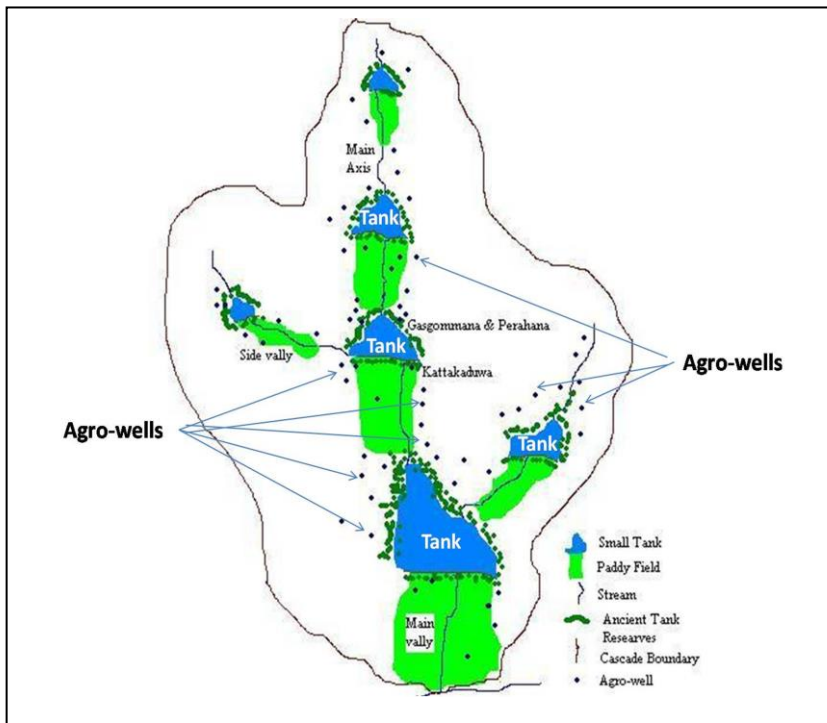 Main
Axis
Tank
Gasgommana & Perahana
Tank
Side vally
Kattakaduwa
Agro-wells
Agro-wells
Tank
Tank
Main
vally
Small Tank
Paddy Field
Stream
Ancient Tank
Researves
Cascade Boundary
Agro-well